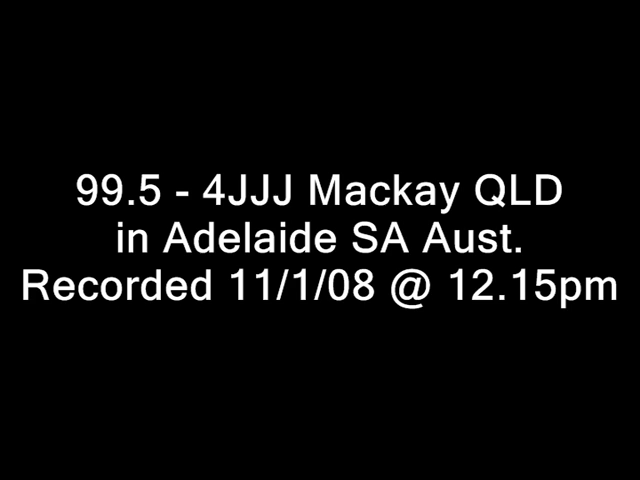 99.5 - 4JJJ Mackay QLD
in Adelaide SA Aust.
Recorded 11/1/08 @ 12.15pm